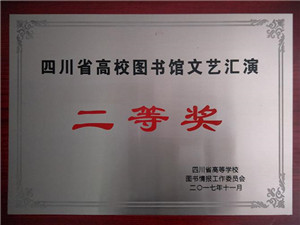 四川省高校图书馆文艺汇演
二等奖
四川省高等学校
图书情报工作委员会
二〇一七年十一月